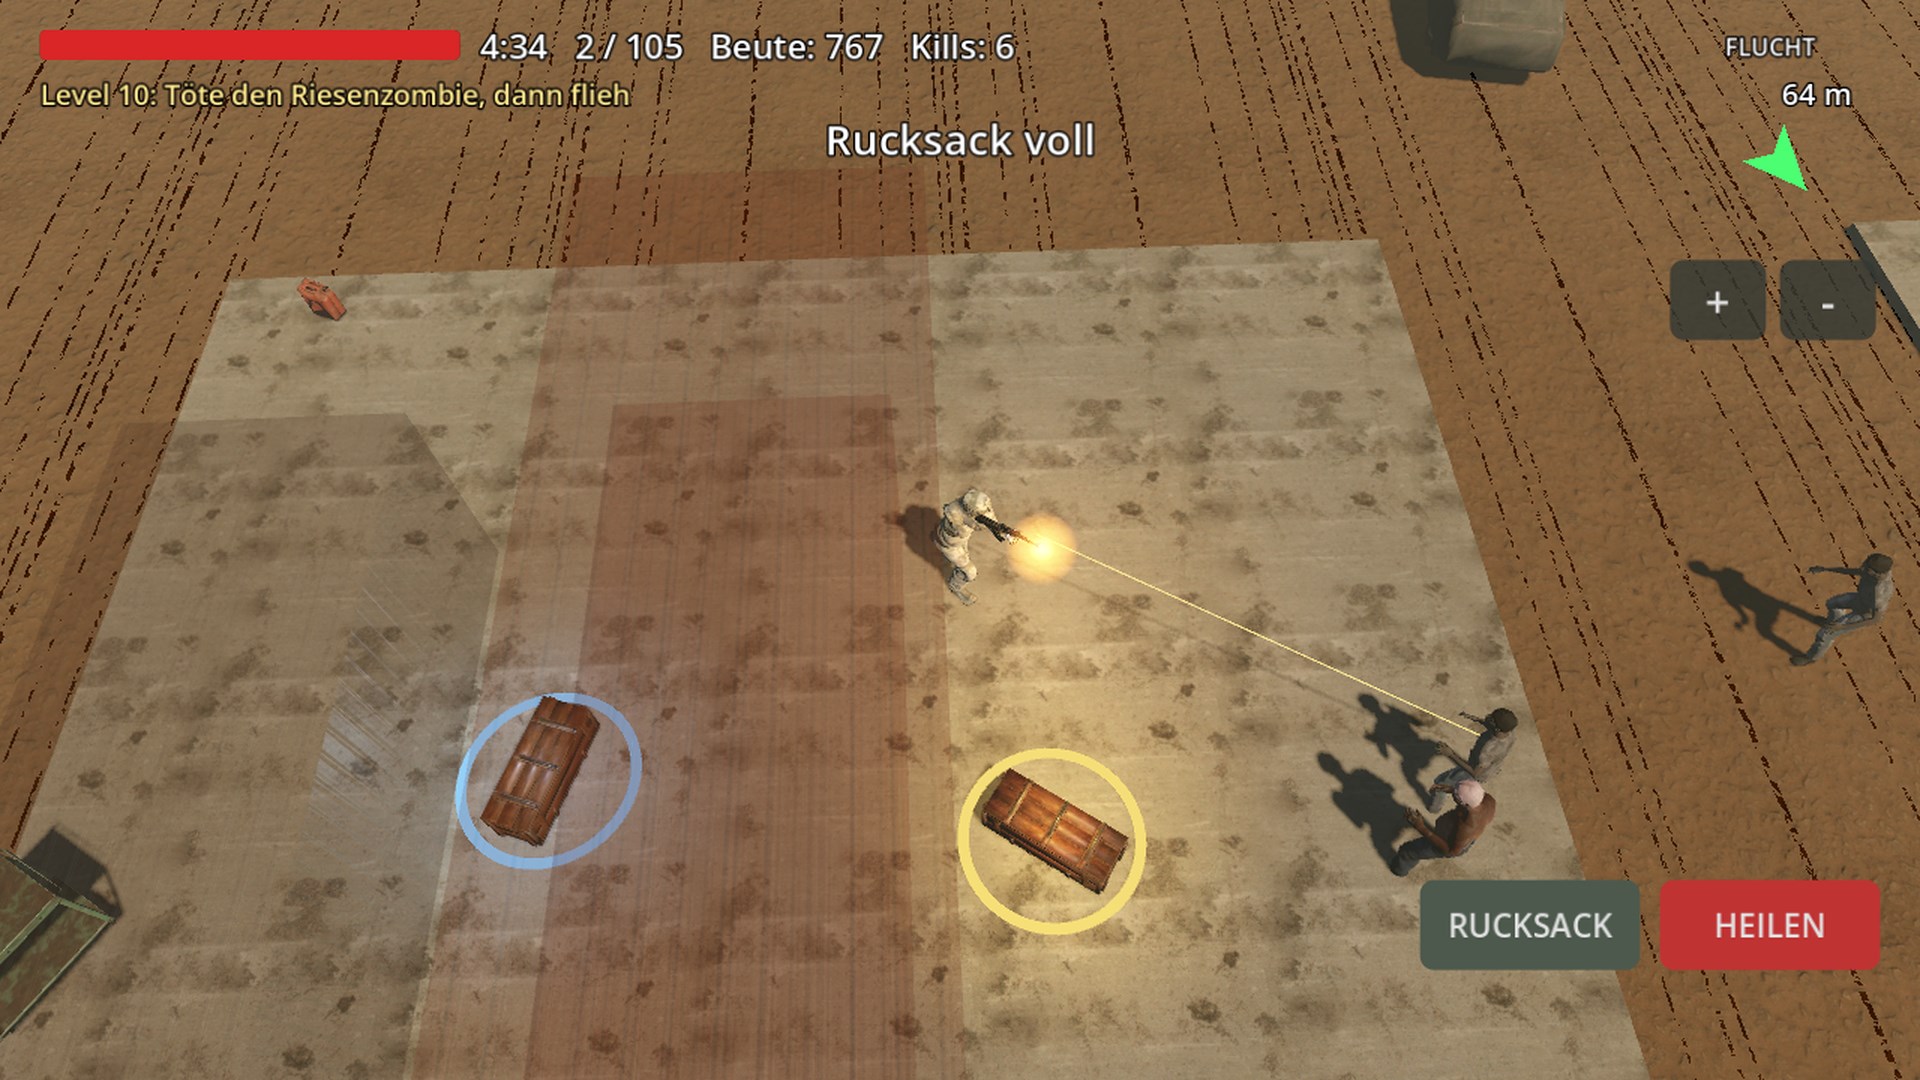 4:34 2 / 105 Beute: 767 Kills: 6
FLUCHT
Level 10: Töte den Riesenzombie, dann flieh
64 m
Rucksack voll
+ -
RUCKSACK HEILEN